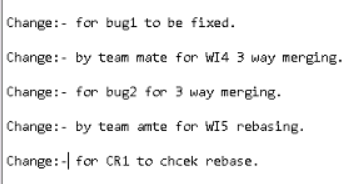 Change:- for bug1 to be fixed.
Change:- by team mate for WI4 3 way merging.
Change:- for bug2 for 3 way merging.
Change:- by team amte for WI5 rebasing.
Change:- for CR1 to chcek rebase.